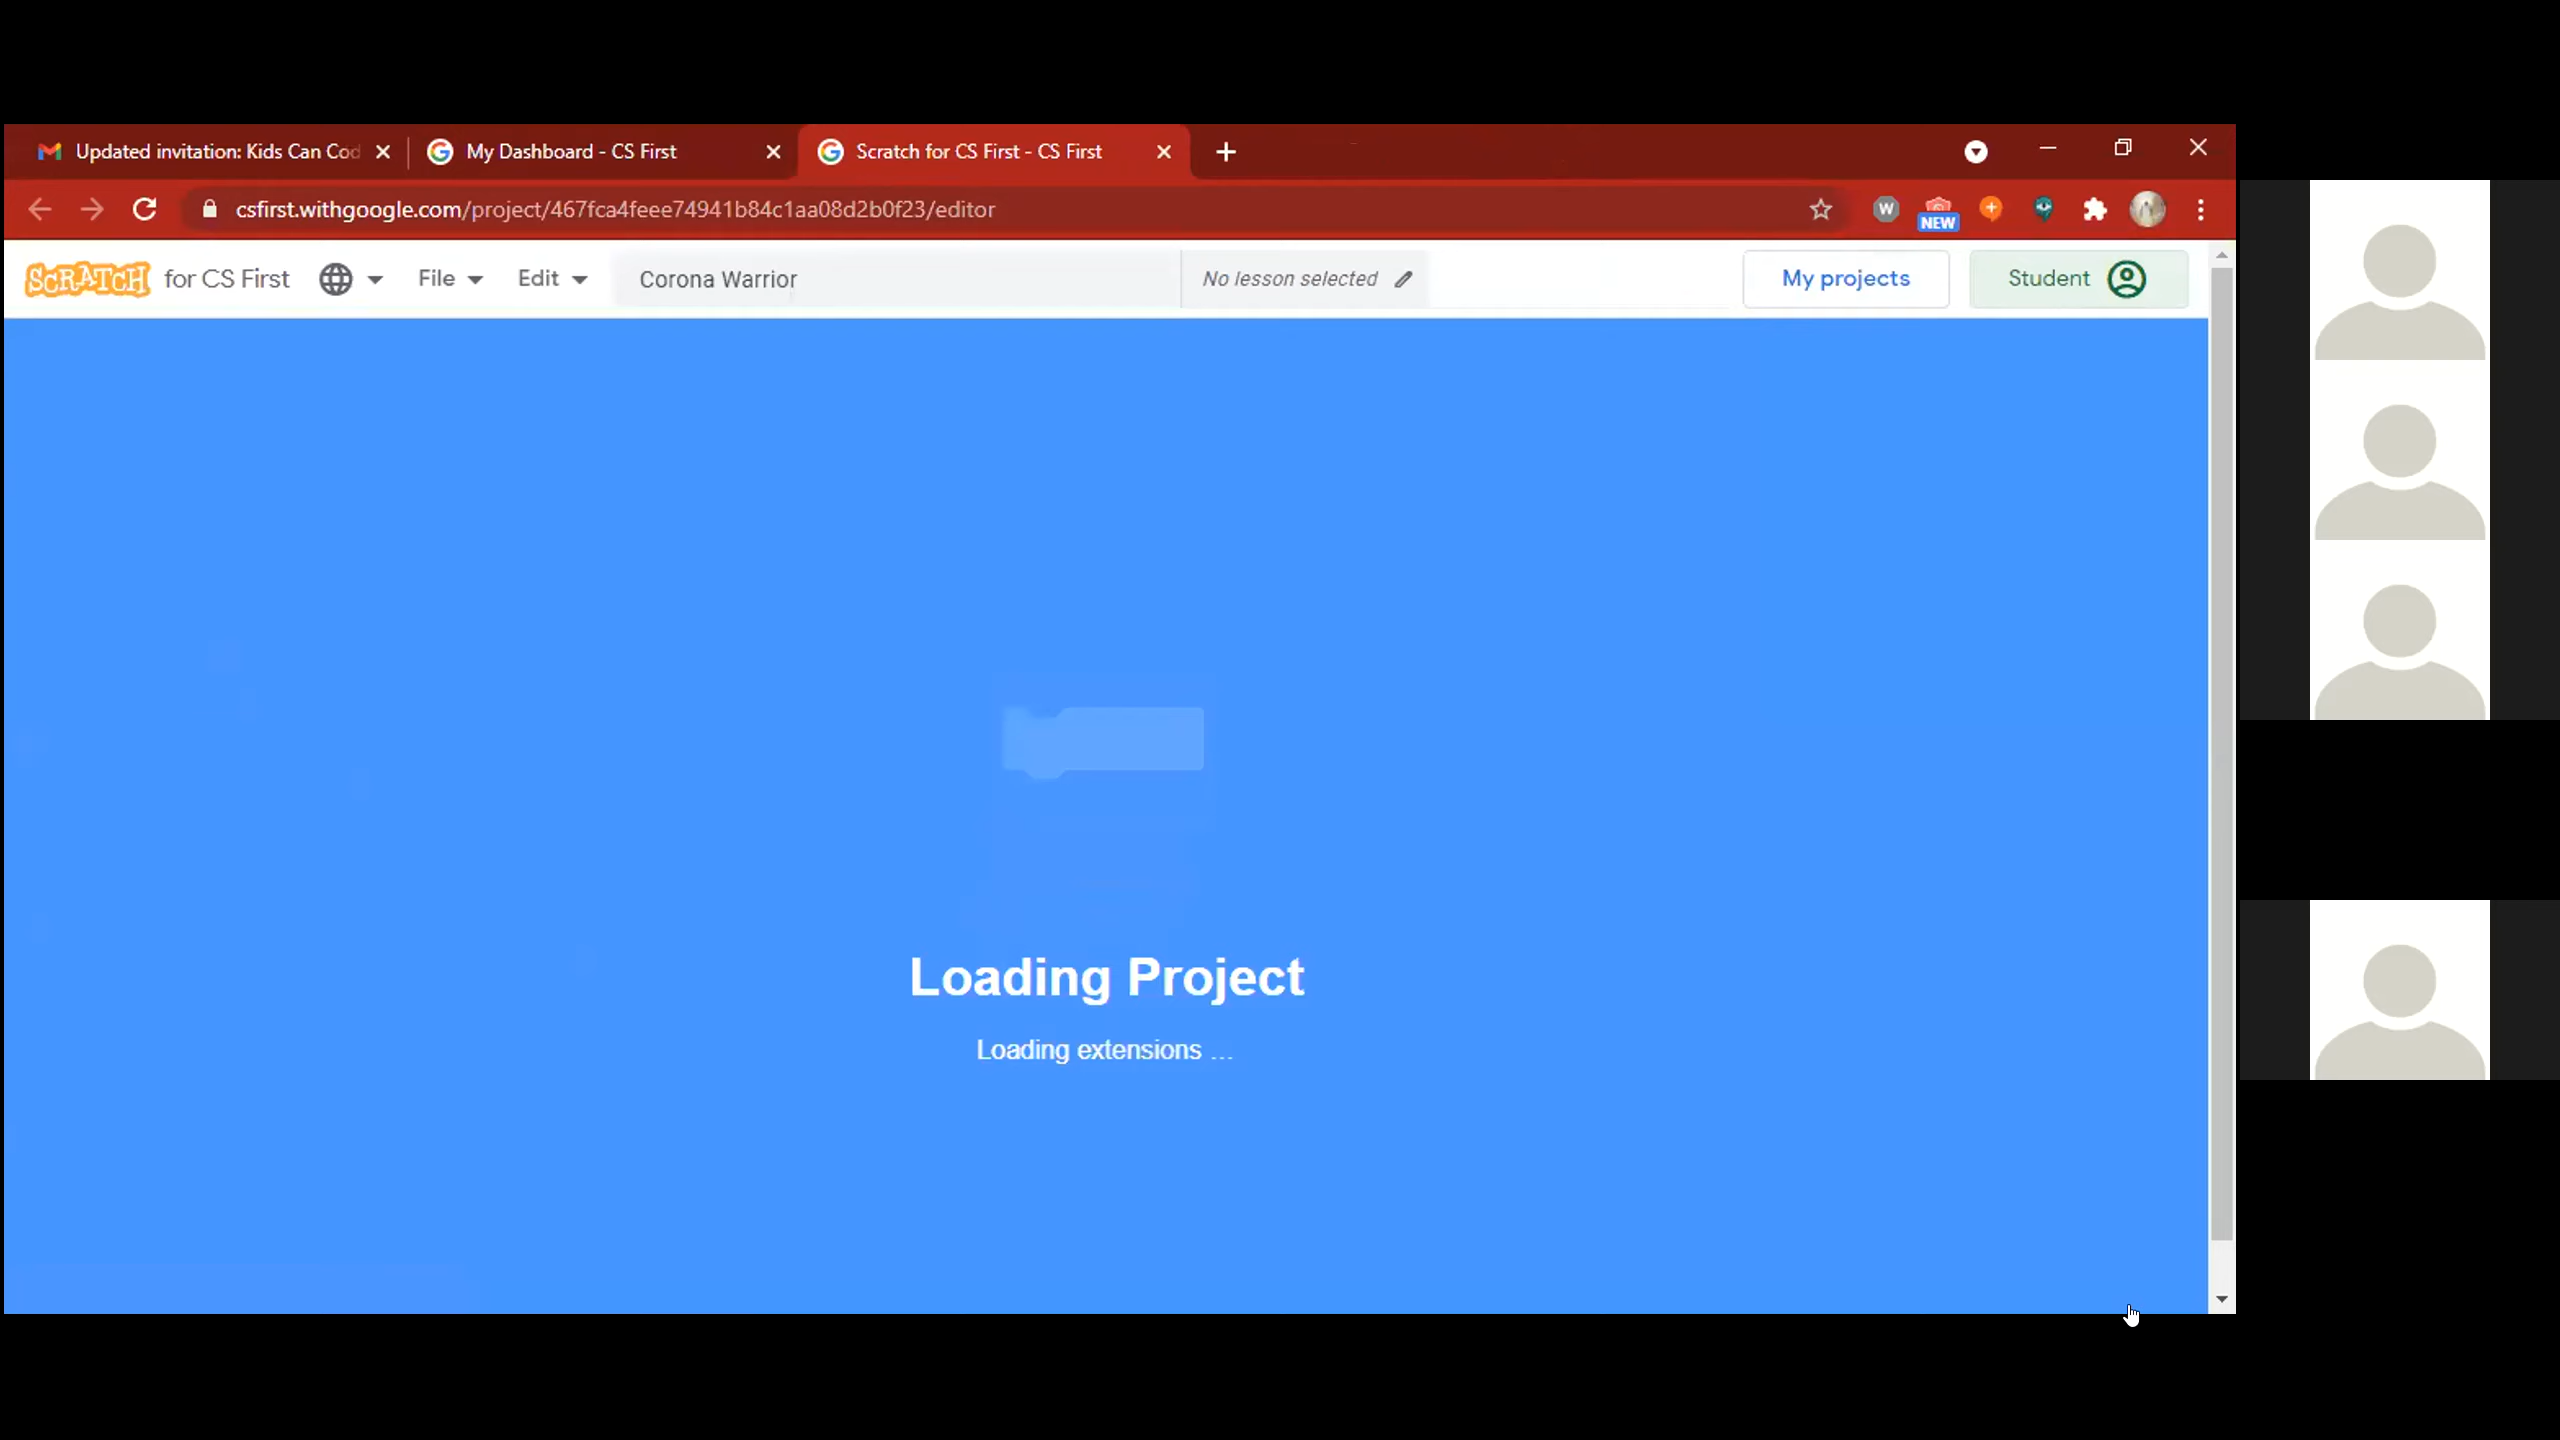 Updated invitation: Kids Can Cod
My Dashboard - CS First
Scratch for CS First - CS First
csfirst.withgoogle.com/project/467fca4feee74941b84c1aa08d2b0f23/editor
W
NEW
SCRATCH for CS First
File
Edit
Corona Warrior
No lesson selected
My projects
Student
Loading Project
Loading extensions ...